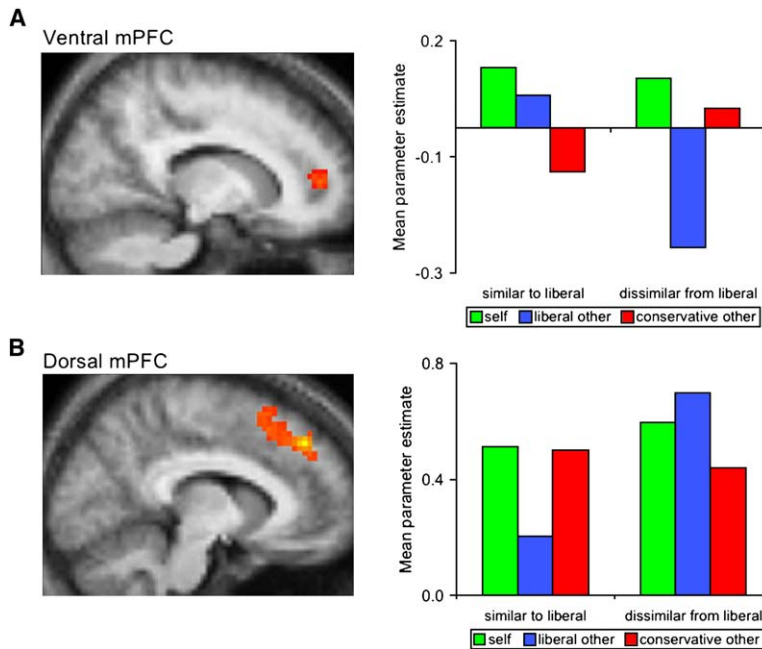 A
Ventral mPFC
Mean parameter estimate
0.2
-0.1
-0.3
similar to liberal dissimilar from liberal
self liberal other conservative other
B
Dorsal mPFC
Mean parameter estimate
0.8
0.4
0.0
similar to liberal dissimilar from liberal
self liberal other conservative other